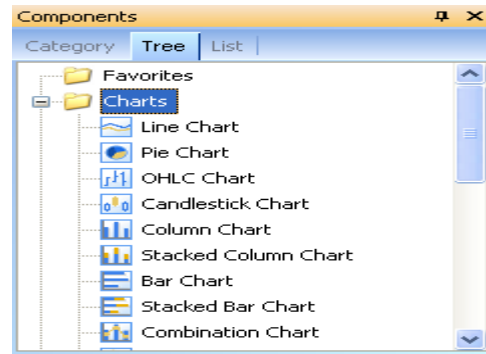 Components
Category Tree List
Favorites
Charts
Line Chart
Pie Chart
OHLC Chart
Candlestick Chart
Column Chart
Stacked Column Chart
Bar Chart
Stacked Bar Chart
Combination Chart